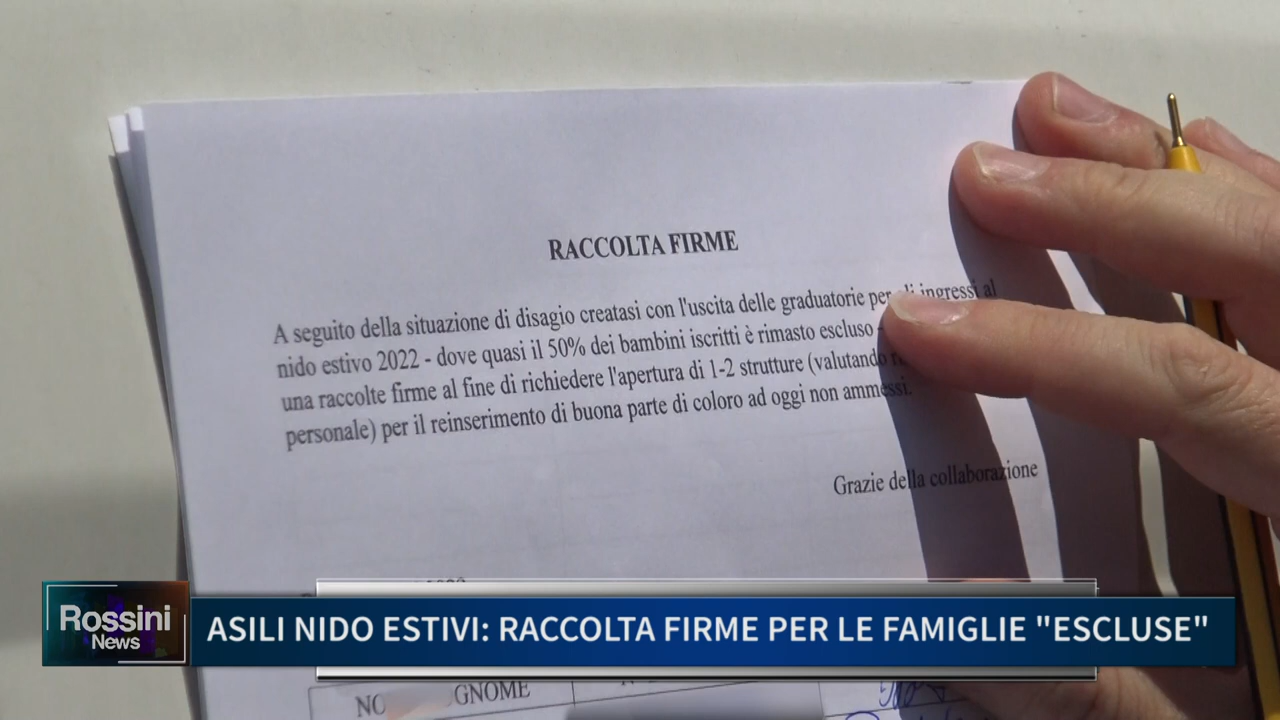 RACCOLTA FIRME
A seguito della situazione di disagio creatasi con l'uscita delle graduatorie per ingressi al
nido estivo 2022 - dove quasi il 50% dei bambini iscritti è rimasto escluso -
una raccolte firme al fine di richiedere l'apertura di 1-2 strutture (valutando
personale) per il reinserimento di buona parte di coloro ad oggi non ammessi.
Grazie della collaborazione
Rossini
News
ASILI NIDO ESTIVI: RACCOLTA FIRME PER LE FAMIGLIE "ESCLUSE"